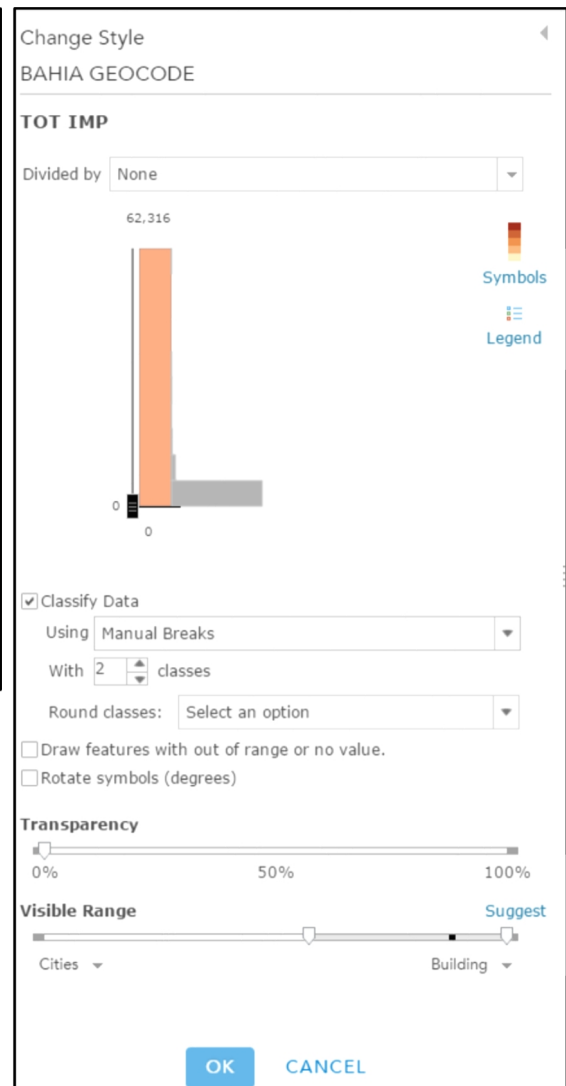 Change Style
BAHIA GEOCODE
TOT IMP
Divided by None
62,316
Symbols
Legend
0
0
Classify Data
Using Manual Breaks
With 2 classes
Round classes: Select an option
Draw features with out of range or no value.
Rotate symbols (degrees)
Transparency
0% 50% 100%
Visible Range Suggest
Cities Building
OK CANCEL